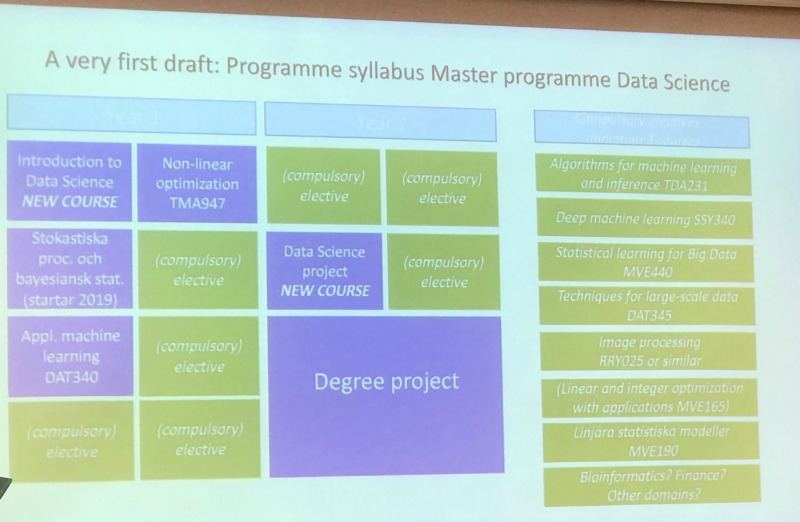 A very first draft: Programme syllabus Master programme Data Science
Year 1
Year 2
Compulsory electives
minimum 3 courses
Introduction to
Data Science
NEW COURSE
Non-linear
optimization
TMA947
(compulsory)
elective
(compulsory)
elective
Stokastiska
proc. och
bayesiansk stat.
(startar 2019)
(compulsory)
elective
Data Science
project
NEW COURSE
(compulsory)
elective
Appl. machine
learning
DAT340
(compulsory)
elective
Degree project
(compulsory)
elective
(compulsory)
elective
Algorithms for machine learning
and inference TDA231
Deep machine learning SSY340
Statistical learning for Big Data
MVE440
Techniques for large-scale data
DAT345
Image processing
RRY025 or similar
(Linear and integer optimization
with applications MVE165)
Linjära statistiska modeller
MVE190
Bioinformatics? Finance?
Other domains?